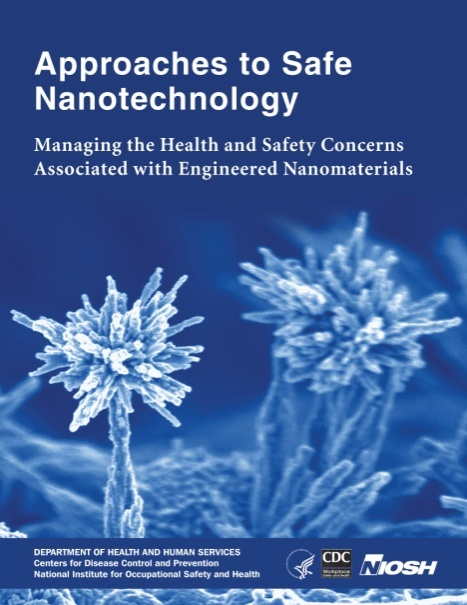 Approaches to Safe
Nanotechnology
Managing the Health and Safety Concerns
Associated with Engineered Nanomaterials
DEPARTMENT OF HEALTH AND HUMAN SERVICES
Centers for Disease Control and Prevention
National Institute for Occupational Safety and Health
CDC
Workplace
NIOSH